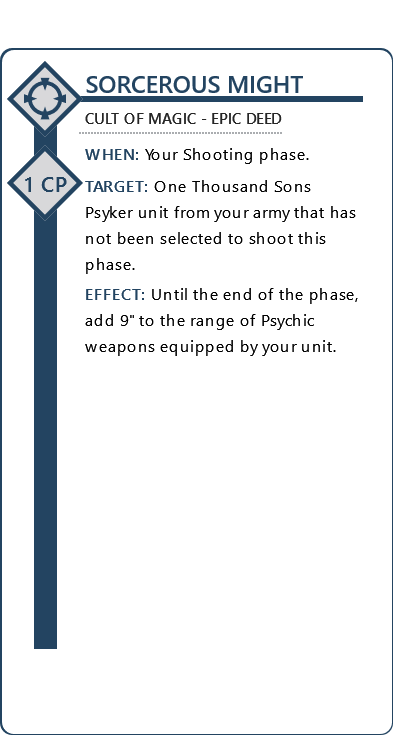 SORCEROUS MIGHT
CULT OF MAGIC - EPIC DEED
WHEN: Your Shooting phase.
1 CP
TARGET: One Thousand Sons
Psyker unit from your army that has
not been selected to shoot this
phase.
EFFECT: Until the end of the phase,
add 9" to the range of Psychic
weapons equipped by your unit.